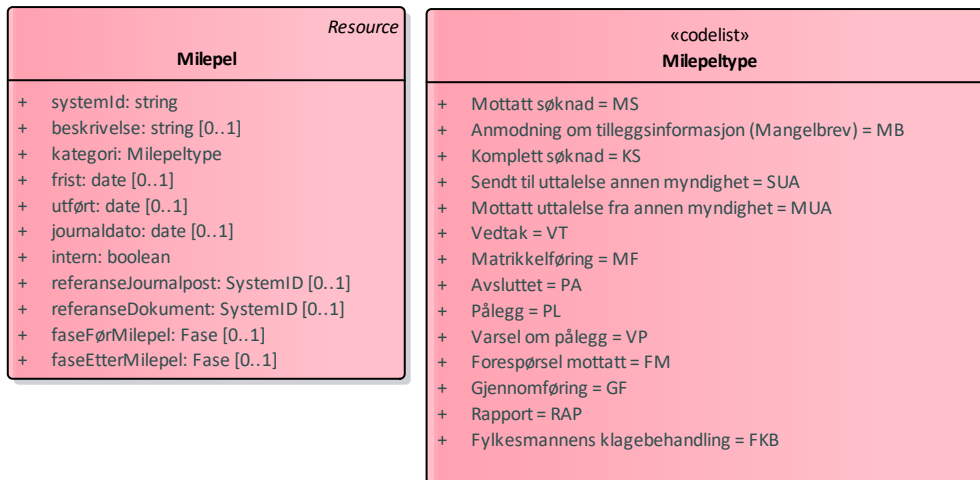 Resource
Milepel
+ systemId: string
+ beskrivelse: string [0..1]
+ kategori: Milepeltype
+ frist: date [0..1]
+ utført: date [0..1]
+ journaldato: date [0..1]
+ intern: boolean
+ referanseJournalpost: SystemID [0..1]
+ referanseDokument: SystemID [0..1]
+ faseFørMilepel: Fase [0..1]
+ faseEtterMilepel: Fase [0..1]
«codelist»
Milepeltype
+ Mottatt søknad = MS
+ Anmodning om tilleggsinformasjon (Mangelbrev) = MB
+ Komplett søknad = KS
+ Sendt til uttalelse annen myndighet = SUA
+ Mottatt uttalelse fra annen myndighet = MUA
+ Vedtak = VT
+ Matrikkelføring = MF
+ Avsluttet = PA
+ Pålegg = PL
+ Varsel om pålegg = VP
+ Forespørsel mottatt = FM
+ Gjennomføring = GF
+ Rapport = RAP
+ Fylkesmannens klagebehandling = FKB